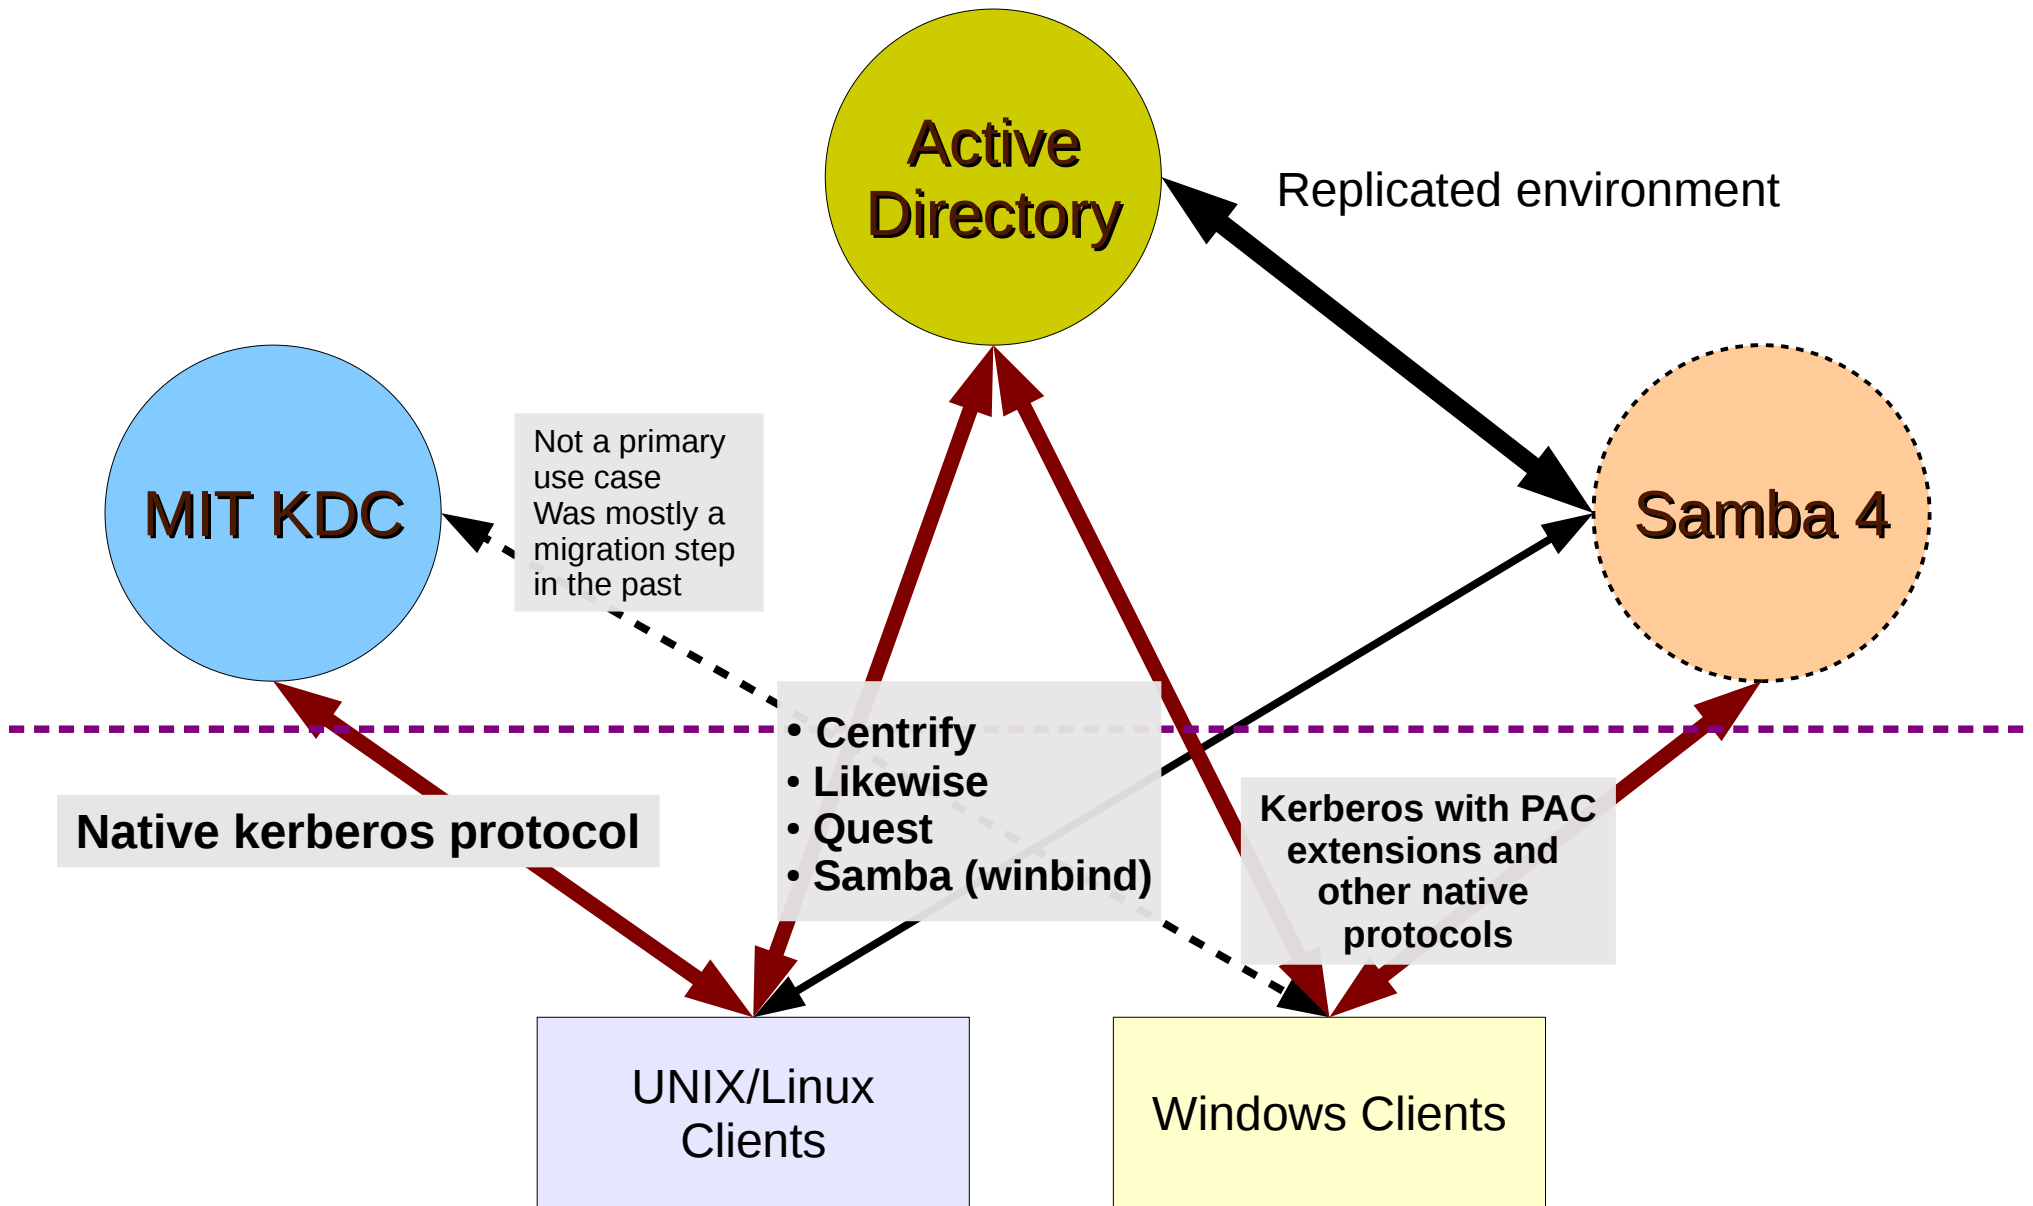 Active
Directory
Replicated environment
MIT KDC
Not a primary
use case
Was mostly a
migration step
in the past
Samba 4
• Centrify
• Likewise
• Quest
• Samba (winbind)
Native kerberos protocol
Kerberos with PAC
extensions and
other native
protocols
UNIX/Linux
Clients
Windows Clients